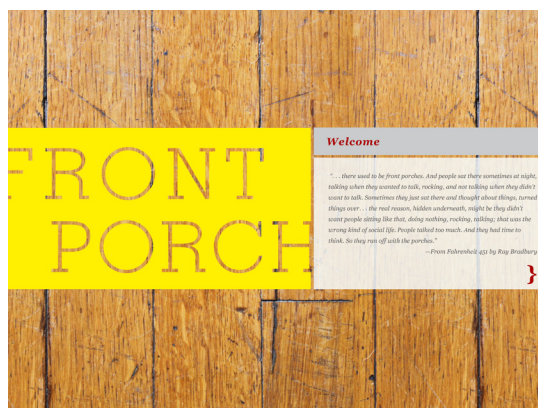 FRONT
PORCH
Welcome
". . . there used to be front porches. And people sat there sometimes at night,
talking when they wanted to talk, rocking, and not talking when they didn't
want to talk. Sometimes they just sat there and thought about things, turned
things over. . . the real reason, hidden underneath, might be they didn't
want people sitting like that, doing nothing, rocking, talking; that was the
wrong kind of social life. People talked too much. And they had time to
think. So they ran off with the porches."
—From Fahrenheit 451 by Ray Bradbury
}